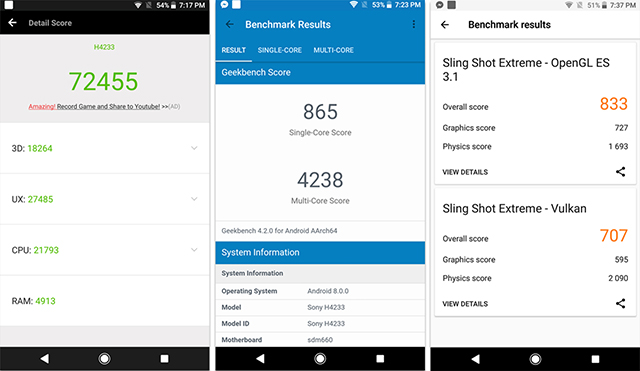 54% 7:17 PM
Detail Score
H4233
72455
Amazing! Record Game and Share to Youtube! >>(AD)
3D: 18264
UX: 27485
CPU: 21793
RAM: 4913
53% 7:23 PM
Benchmark Results
RESULT SINGLE-CORE MULTI-CORE
Geekbench Score
865
Single-Core Score
4238
Multi-Core Score
Geekbench 4.2.0 for Android AArch64
System Information
System Information
Operating System Android 8.0.0
Model Sony H4233
Model ID Sony H4233
Motherboard sdm660
51% 7:37 PM
Benchmark results
Sling Shot Extreme - OpenGL ES
3.1
Overall score 833
Graphics score 727
Physics score 1 693
VIEW DETAILS
Sling Shot Extreme - Vulkan
Overall score 707
Graphics score 595
Physics score 2 090
VIEW DETAILS